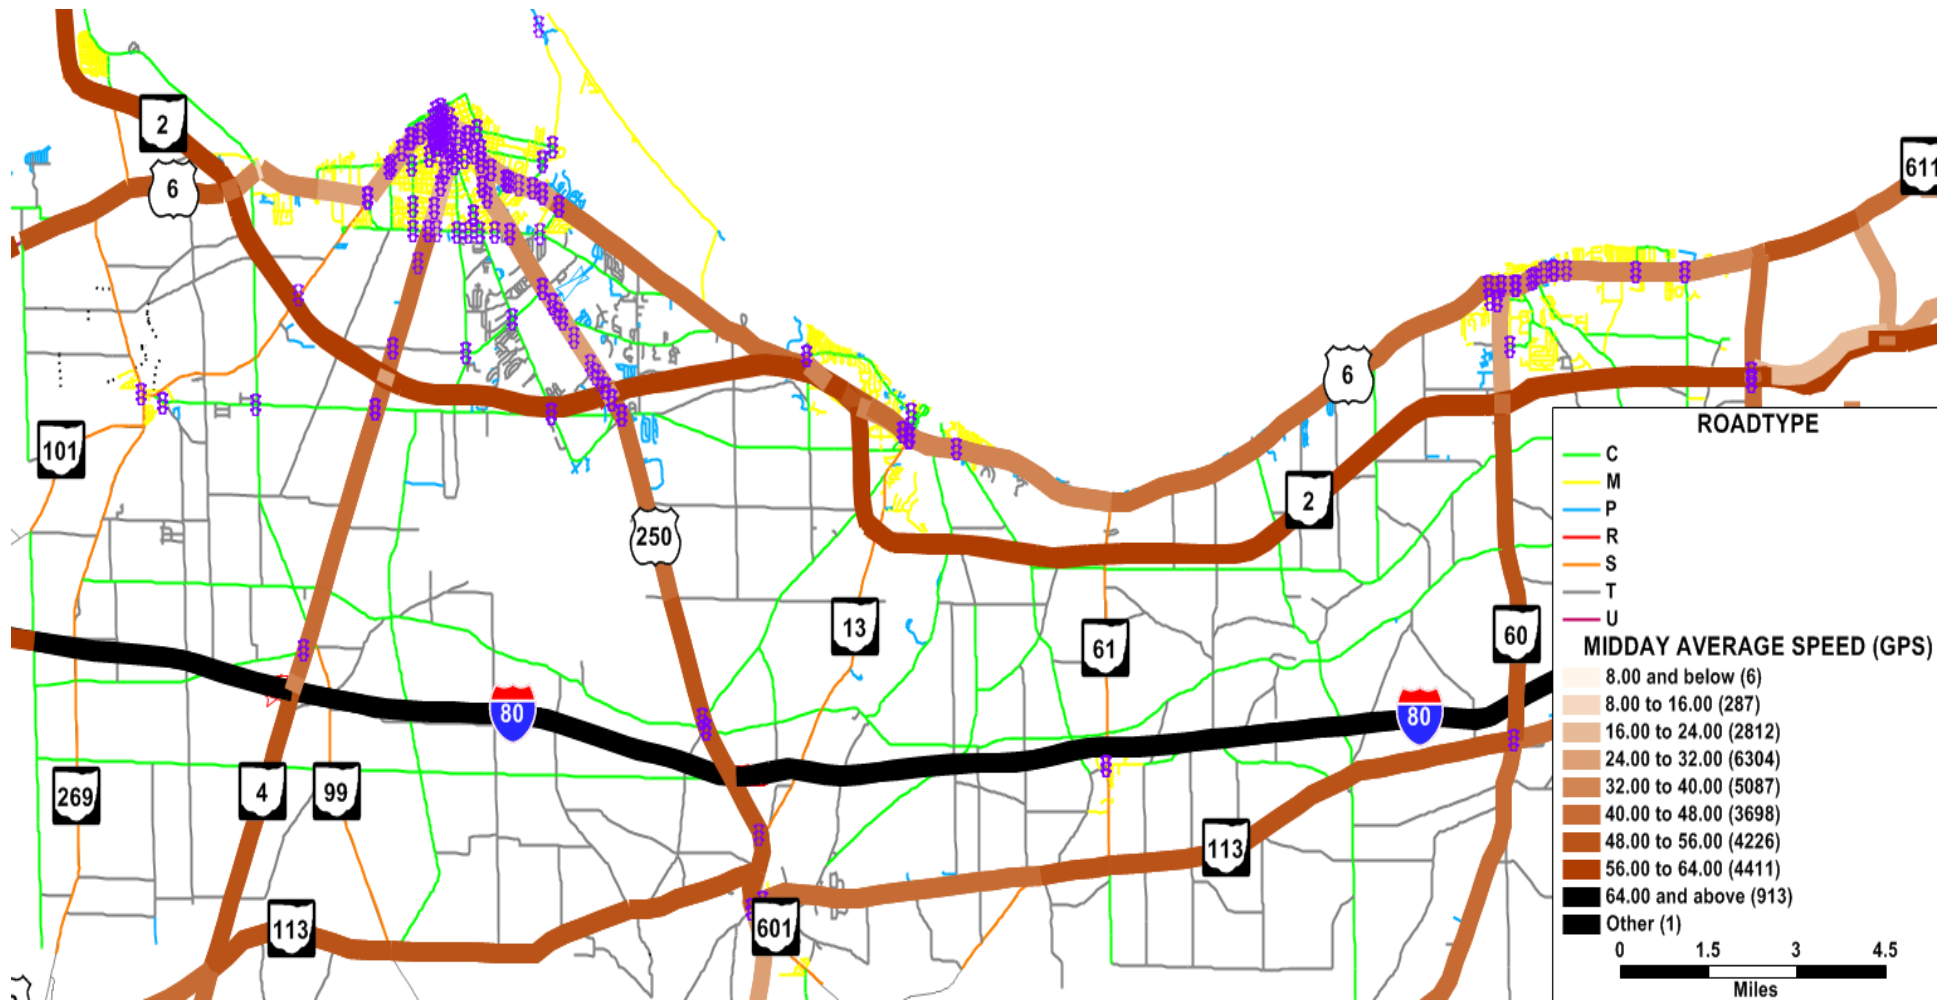 2
6
611
6
101
2
250
13
61
60
80
80
269
4
99
113
113
601
ROADTYPE
C
M
P
R
S
T
U
MIDDAY AVERAGE SPEED (GPS)
8.00 and below (6)
8.00 to 16.00 (287)
16.00 to 24.00 (2812)
24.00 to 32.00 (6304)
32.00 to 40.00 (5087)
40.00 to 48.00 (3698)
48.00 to 56.00 (4226)
56.00 to 64.00 (4411)
64.00 and above (913)
Other (1)
0 1.5 3 4.5
Miles